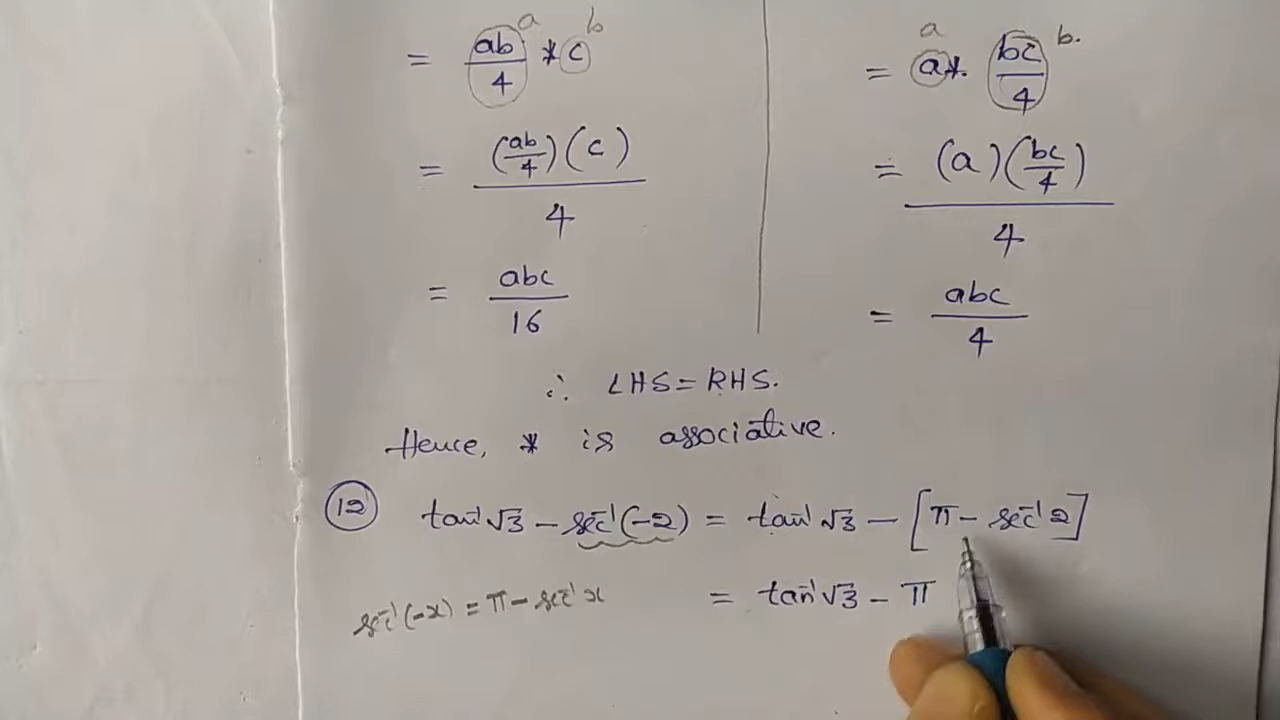 a b
= ab/4 * c
= (ab/4)(c)/4
= abc/16
a b.
= a*. bc/4
= (a)(bc/4)/4
= abc/4
∴ LHS = RHS.
Hence, * is associative.
12 tan⁻¹√3 − sec⁻¹(−2) = tan⁻¹√3 − [π − sec⁻¹2]
sec⁻¹(−x) = π − sec⁻¹x = tan⁻¹√3 − π